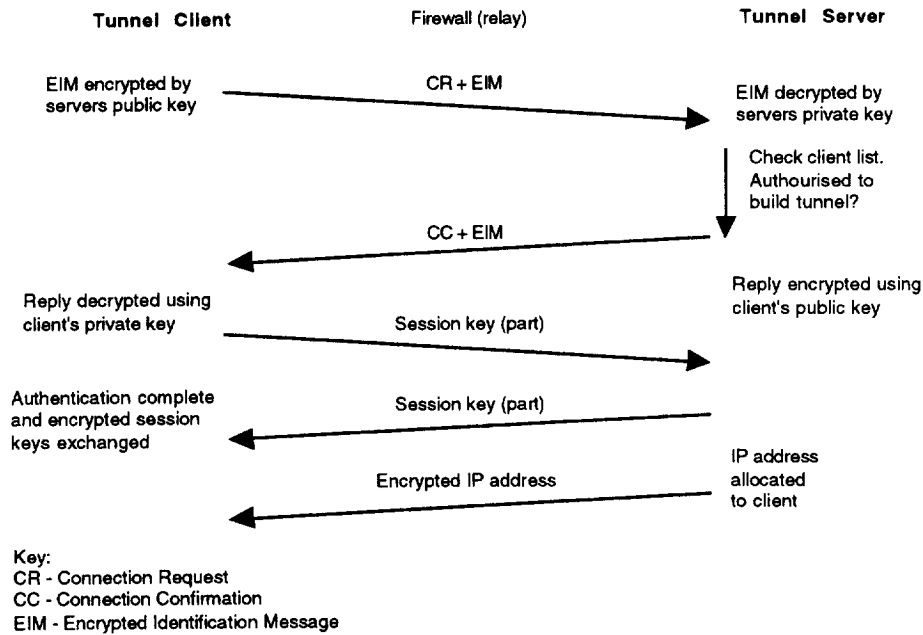 Tunnel Client
Firewall (relay)
Tunnel Server
EIM encrypted by
servers public key
CR + EIM
EIM decrypted by
servers private key
Check client list.
Authourised to
build tunnel?
CC + EIM
Reply encrypted using
client's public key
Reply decrypted using
client's private key
Session key (part)
Authentication complete
and encrypted session
keys exchanged
Session key (part)
IP address
allocated
to client
Encrypted IP address
Key:
CR - Connection Request
CC - Connection Confirmation
EIM - Encrypted Identification Message